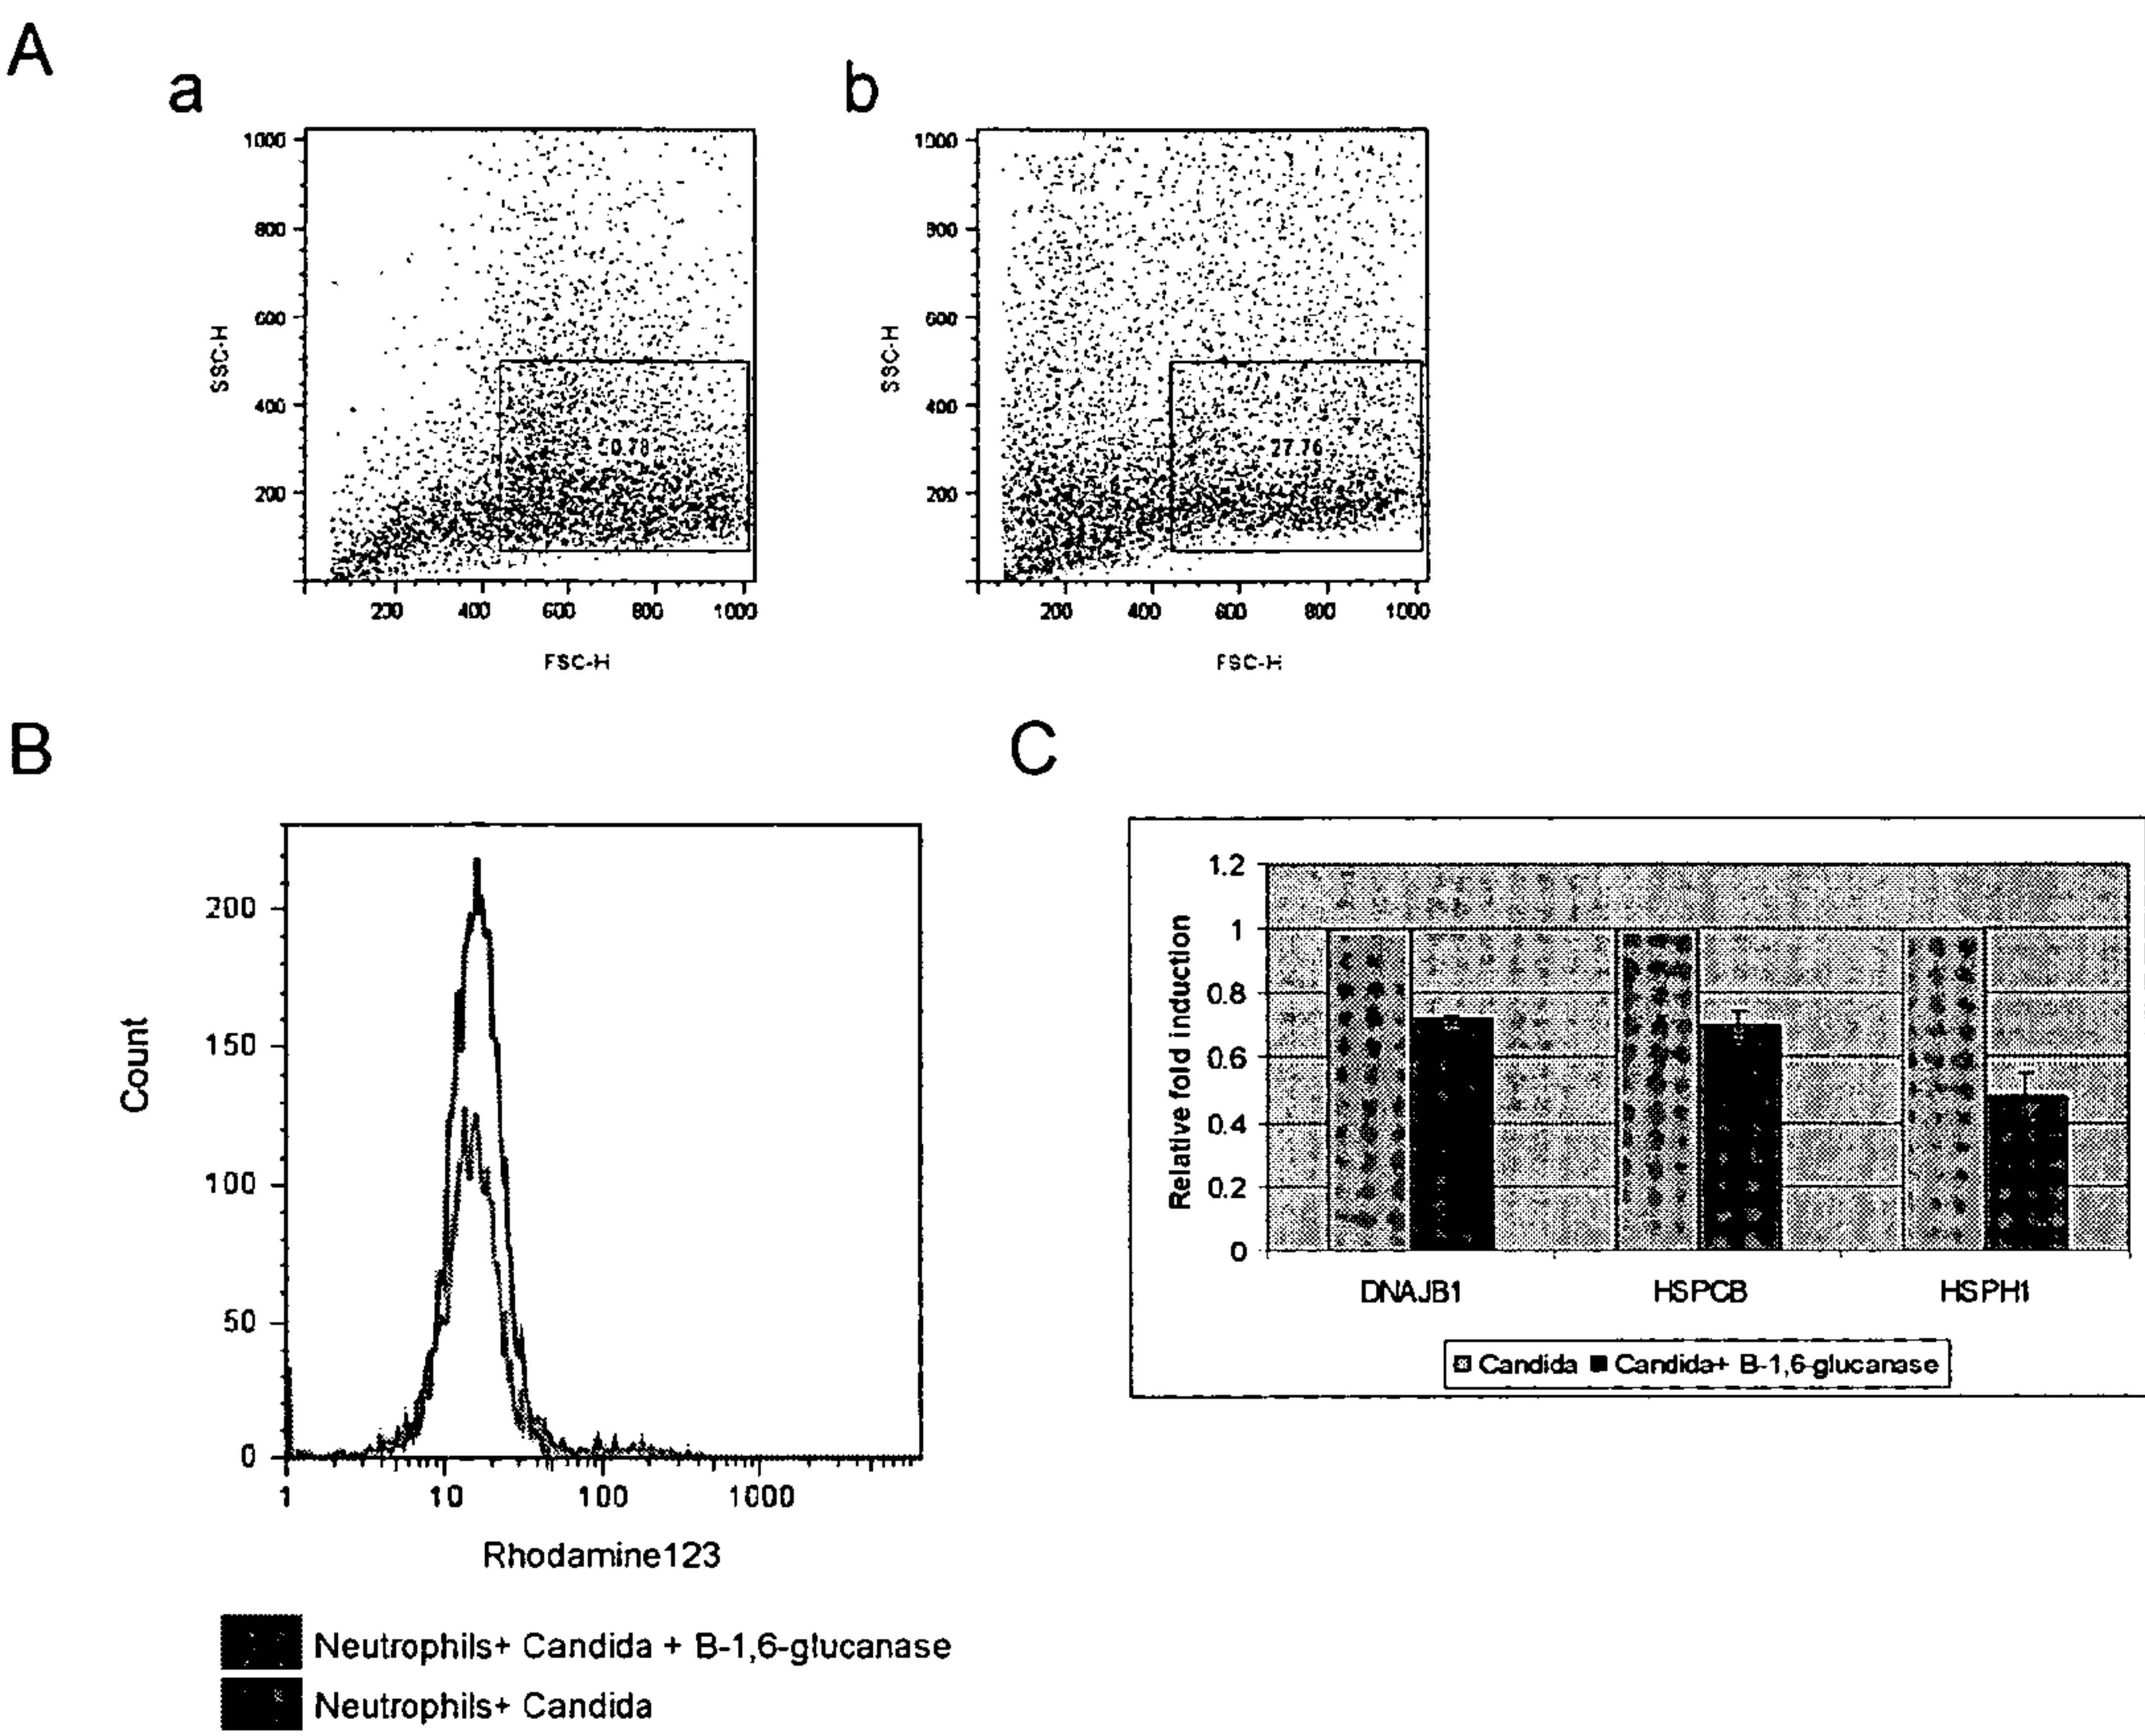 A
a
b
1000
800
600
400
200
SSC-H
200 400 600 800 1000
FSC-H
1000
800
600
400
200
SSC-H
27.76
200 400 600 800 1000
FSC-H
B
200
150
100
50
0
Count
1 10 100 1000
Rhodamine123
Neutrophils+ Candida + B-1,6-glucanase
Neutrophils+ Candida
C
1.2
1
0.8
0.6
0.4
0.2
0
Relative fold induction
DNAJB1 HSPCB HSPH1
Candida Candida+ B-1,6-glucanase